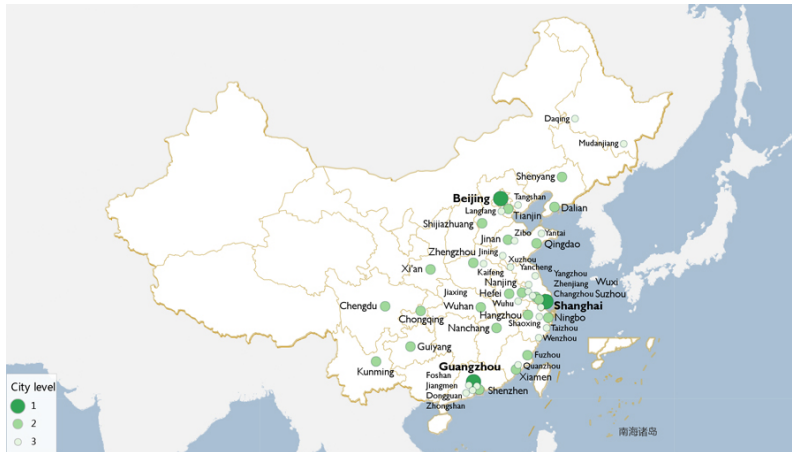 Daqing
Mudanjiang
Shenyang
Beijing
Tangshan
Langfang
Tianjin
Dalian
Shijiazhuang
Jinan
Zibo
Yantai
Qingdao
Zhengzhou
Jining
Xuzhou
Xi'an
Kaifeng
Yancheng
Yangzhou
Nanjing
Zhenjiang
Wuxi
Jiaxing
Hefei
Changzhou
Suzhou
Chengdu
Wuhan
Wuhu
Shanghai
Chongqing
Hangzhou
Ningbo
Nanchang
Shaoxing
Taizhou
Wenzhou
Guiyang
Fuzhou
Kunming
Guangzhou
Quanzhou
Foshan
Xiamen
Jiangmen
Shenzhen
Dongguan
Zhongshan
City level
1
2
3
南海诸岛